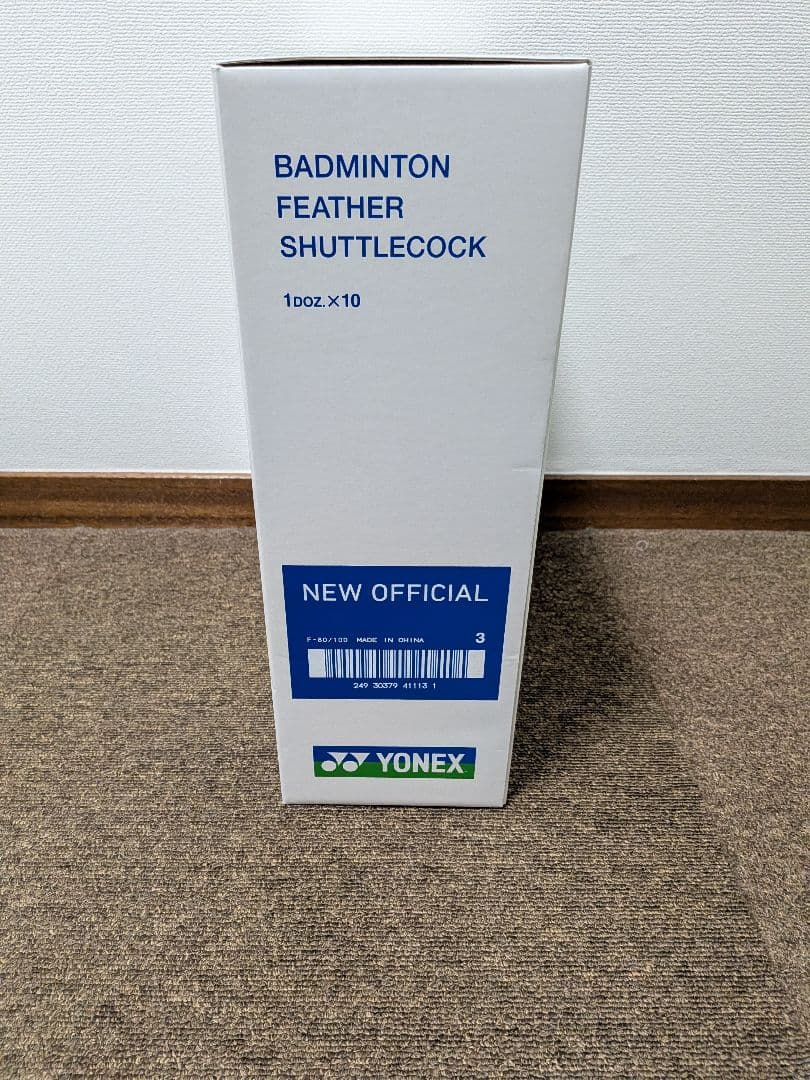 BADMINTON
FEATHER
SHUTTLECOCK
1DOZ.×10
NEW OFFICIAL
F-80/100 MADE IN CHINA 3
249 30379 41113 1
YONEX